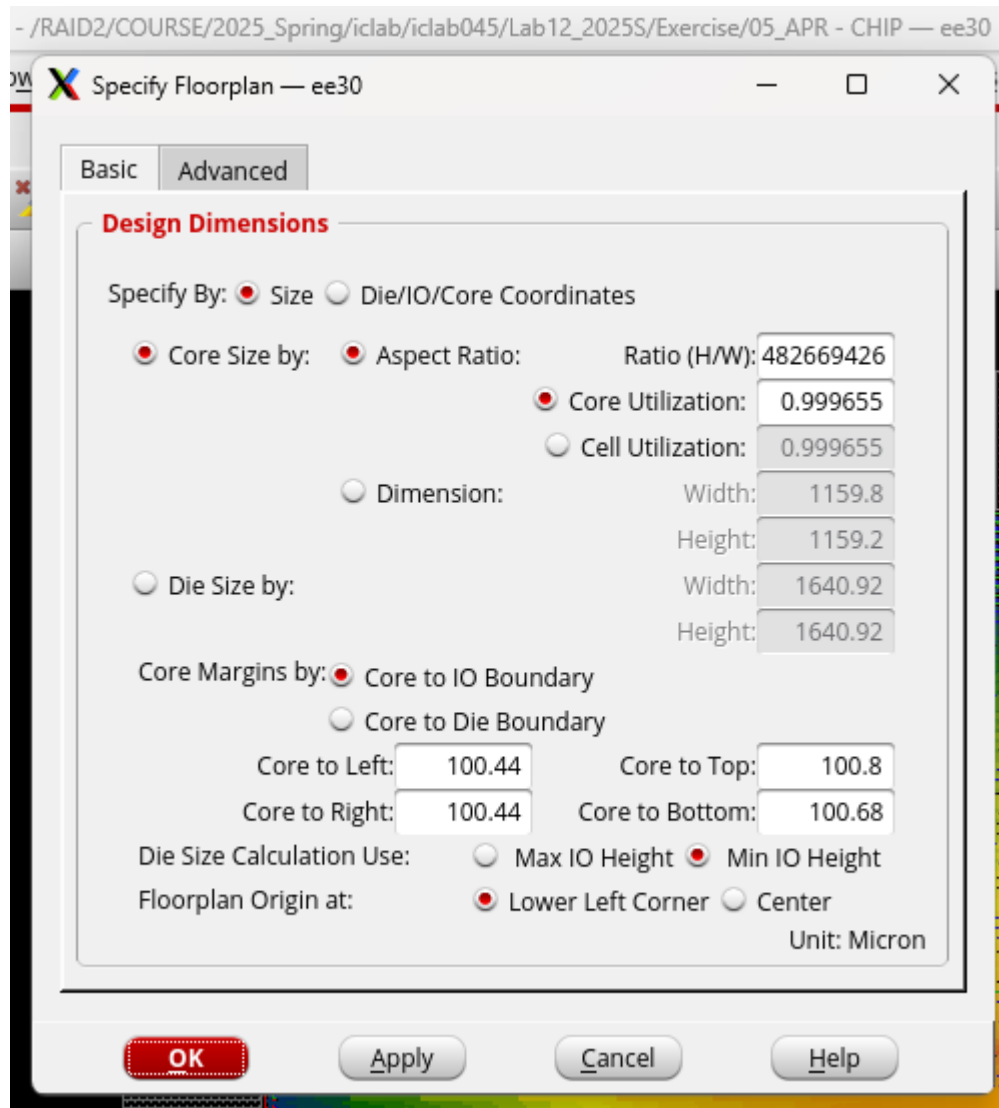 - /RAID2/COURSE/2025_Spring/iclab/iclab045/Lab12_2025S/Exercise/05_APR - CHIP — ee30
Specify Floorplan — ee30
Basic Advanced
Design Dimensions
Specify By: Size Die/IO/Core Coordinates
Core Size by: Aspect Ratio: Ratio (H/W): 482669426
Core Utilization: 0.999655
Cell Utilization: 0.999655
Dimension: Width: 1159.8
Height: 1159.2
Die Size by: Width: 1640.92
Height: 1640.92
Core Margins by: Core to IO Boundary
Core to Die Boundary
Core to Left: 100.44 Core to Top: 100.8
Core to Right: 100.44 Core to Bottom: 100.68
Die Size Calculation Use: Max IO Height Min IO Height
Floorplan Origin at: Lower Left Corner Center
Unit: Micron
OK Apply Cancel Help